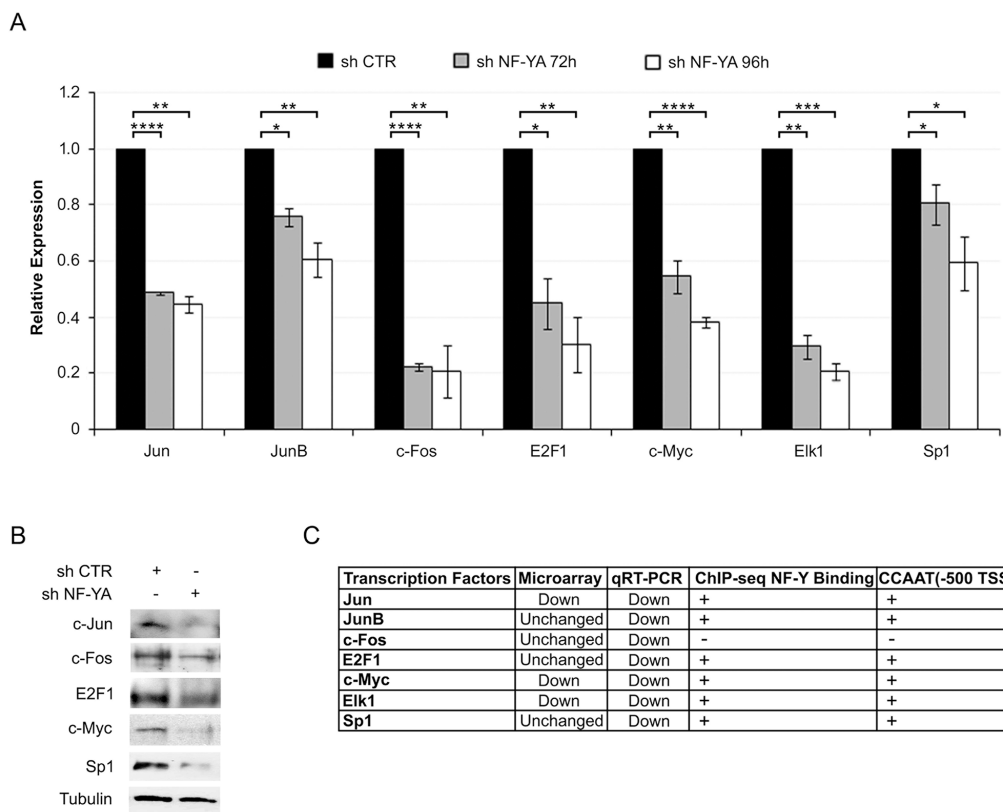 A
sh CTR sh NF-YA 72h sh NF-YA 96h
1.2
1.0
0.8
0.6
0.4
0.2
0
Relative Expression
** ** ** ** **** *** *
**** * **** * ** ** *
Jun JunB c-Fos E2F1 c-Myc Elk1 Sp1
B
sh CTR + -
sh NF-YA - +
c-Jun
c-Fos
E2F1
c-Myc
Sp1
Tubulin
C
Transcription Factors Microarray qRT-PCR ChIP-seq NF-Y Binding CCAAT(-500 TSS
Jun Down Down + +
JunB Unchanged Down + +
c-Fos Unchanged Down - -
E2F1 Unchanged Down + +
c-Myc Down Down + +
Elk1 Down Down + +
Sp1 Unchanged Down + +